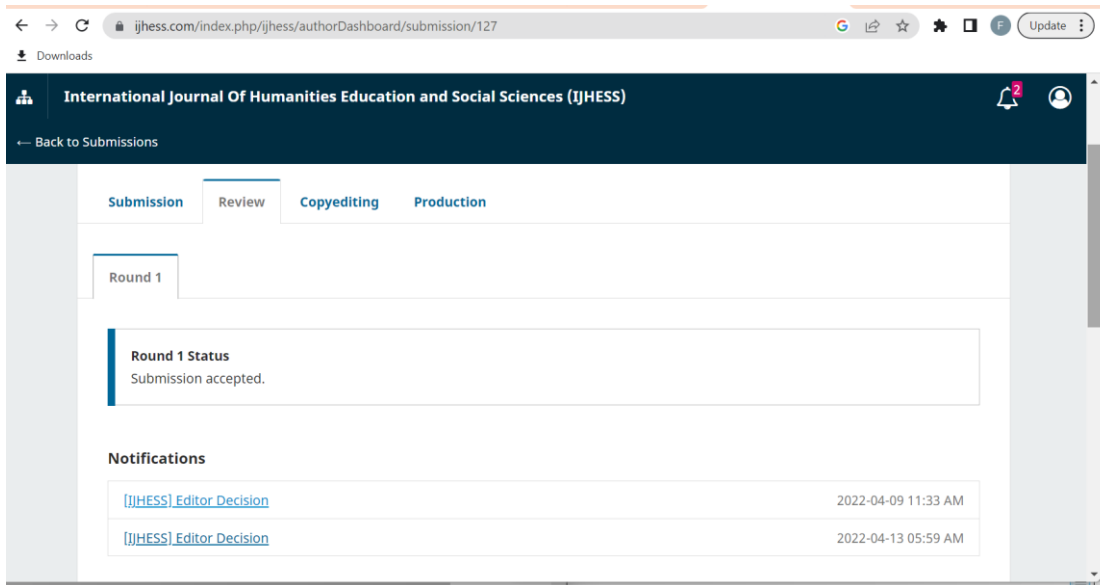 ijhess.com/index.php/ijhess/authorDashboard/submission/127
G
F
Update
Downloads
International Journal Of Humanities Education and Social Sciences (IJHESS)
2
← Back to Submissions
Submission Review Copyediting Production
Round 1
Round 1 Status
Submission accepted.
Notifications
[IJHESS] Editor Decision 2022-04-09 11:33 AM
[IJHESS] Editor Decision 2022-04-13 05:59 AM